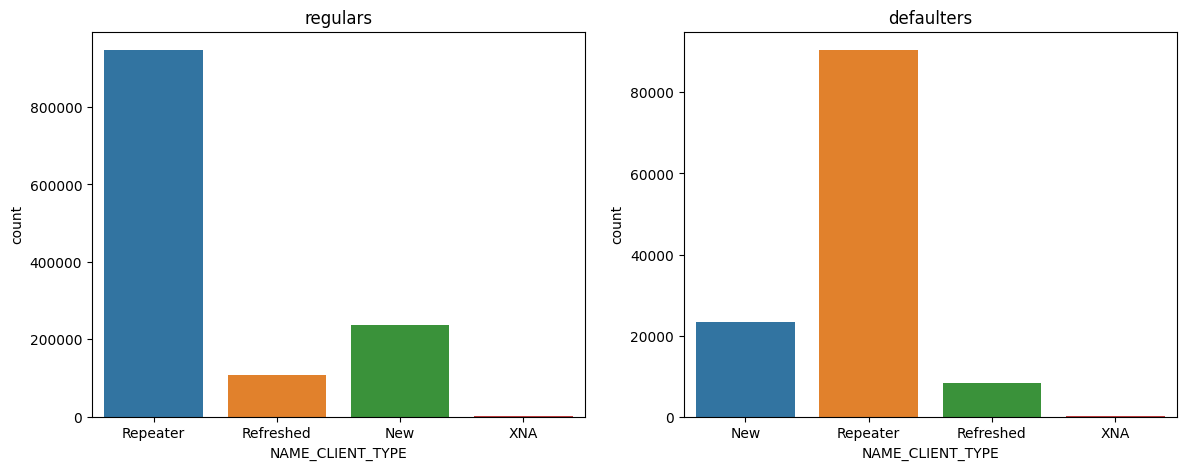 regulars
count
800000
600000
400000
200000
0
Repeater Refreshed New XNA
NAME_CLIENT_TYPE
defaulters
count
80000
60000
40000
20000
0
New Repeater Refreshed XNA
NAME_CLIENT_TYPE